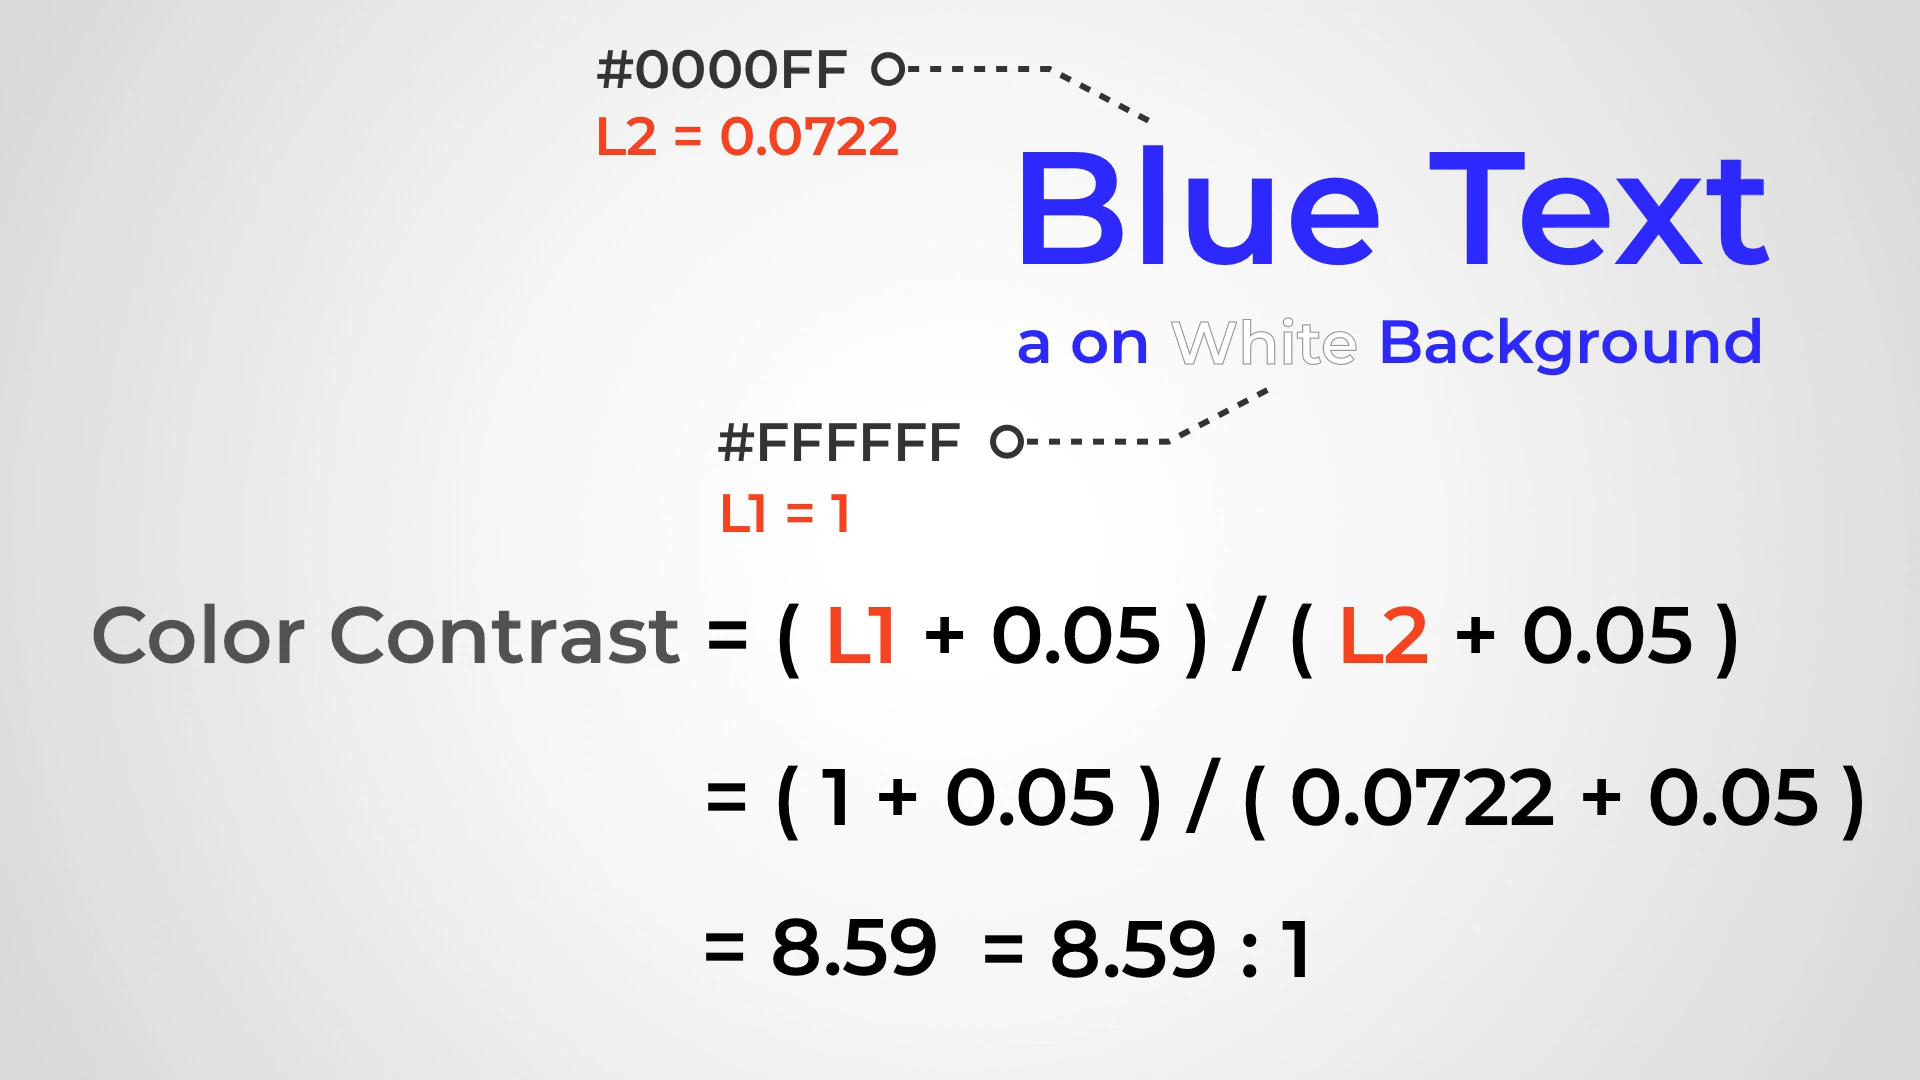 #0000FF
L2 = 0.0722
Blue Text
a on White Background
#FFFFFF
L1 = 1
Color Contrast = ( L1 + 0.05 ) / ( L2 + 0.05 )
= ( 1 + 0.05 ) / ( 0.0722 + 0.05 )
= 8.59 = 8.59 : 1